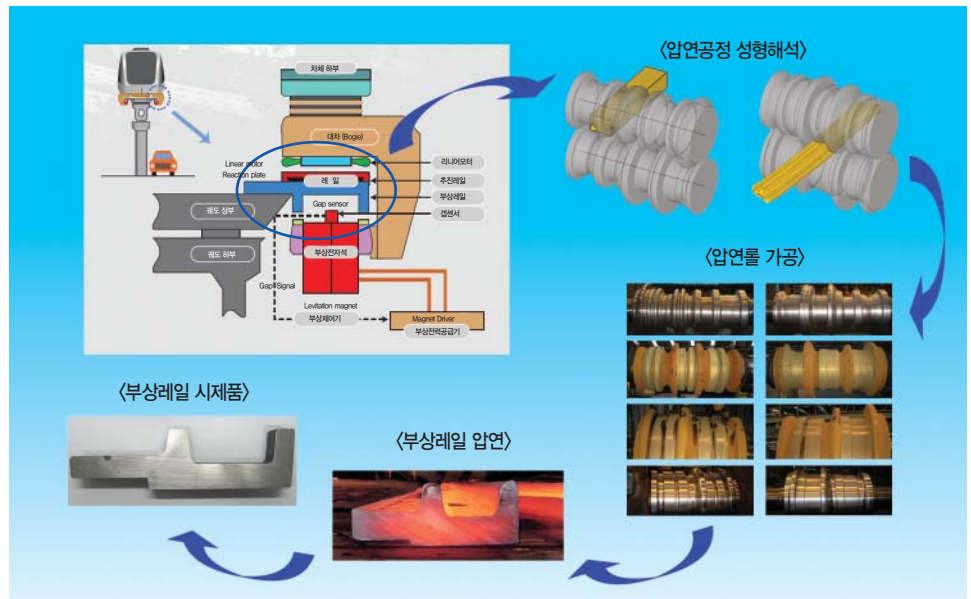 〈압연공정 성형해석〉
차체 하부
대차 (Bogie)
Linear motor
Reaction plate
리니어모터
레 일
추진레일
부상레일
Gap sensor
갭센서
궤도 상부
궤도 하부
부상전자석
Gap Signal
Levitation magnet
부상제어기
Magnet Driver
부상전력공급기
〈압연롤 가공〉
〈부상레일 시제품〉
〈부상레일 압연〉